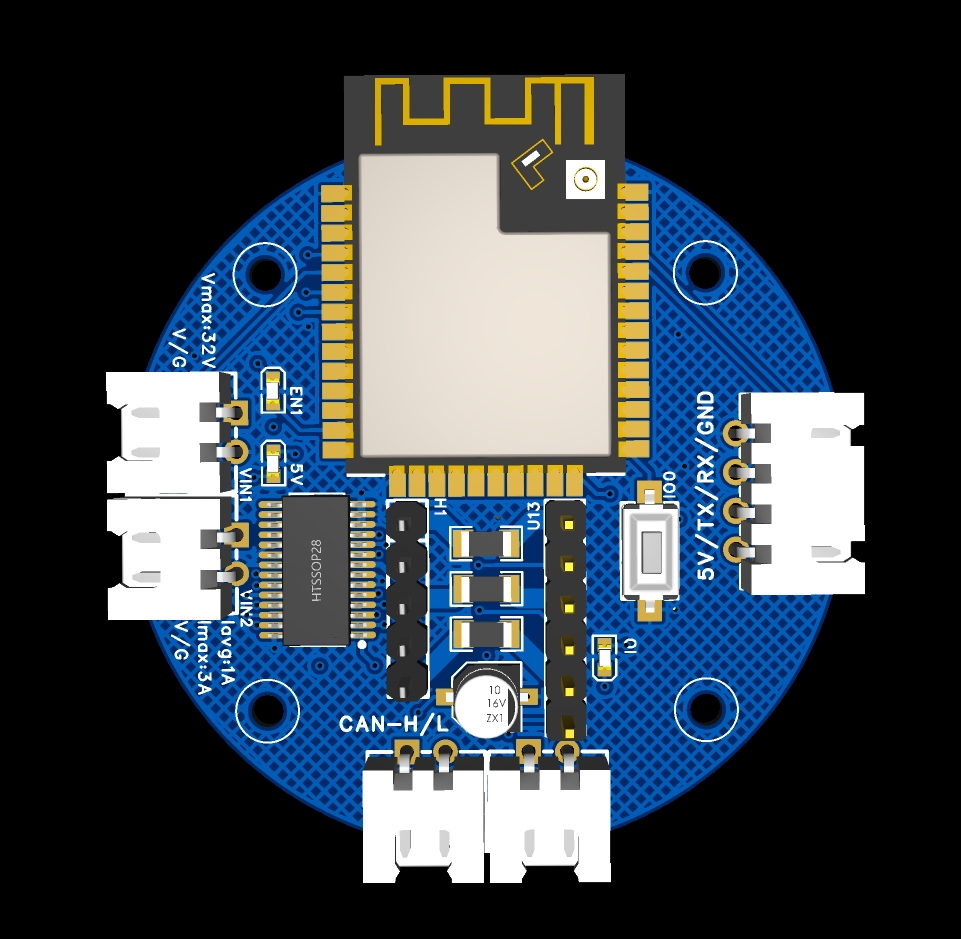 Vmax:32V
V/G
EN1
5V
VIN1
VIN2
V/G
Imax:3A
Iavg:1A
HTSSOP28
H1
U13
IO0
5V/TX/RX/GND
10
16V
ZX1
CAN-H/L